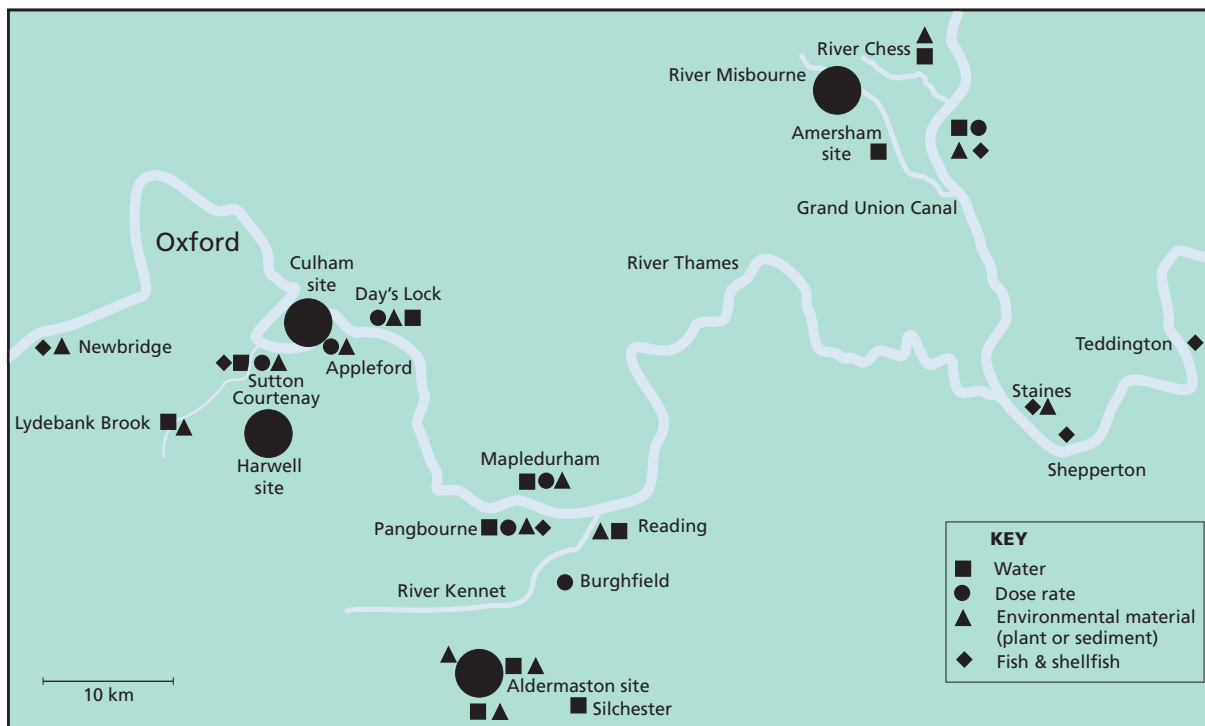 River Chess
River Misbourne
Amersham
site
Grand Union Canal
Oxford
Culham
site
River Thames
Day's Lock
Newbridge
Appleford
Teddington
Sutton
Courtenay
Staines
Lydebank Brook
Harwell
site
Mapledurham
Shepperton
Pangbourne
Reading
River Kennet
Burghfield
KEY
Water
Dose rate
Environmental material
(plant or sediment)
Fish & shellfish
10 km
Aldermaston site
Silchester